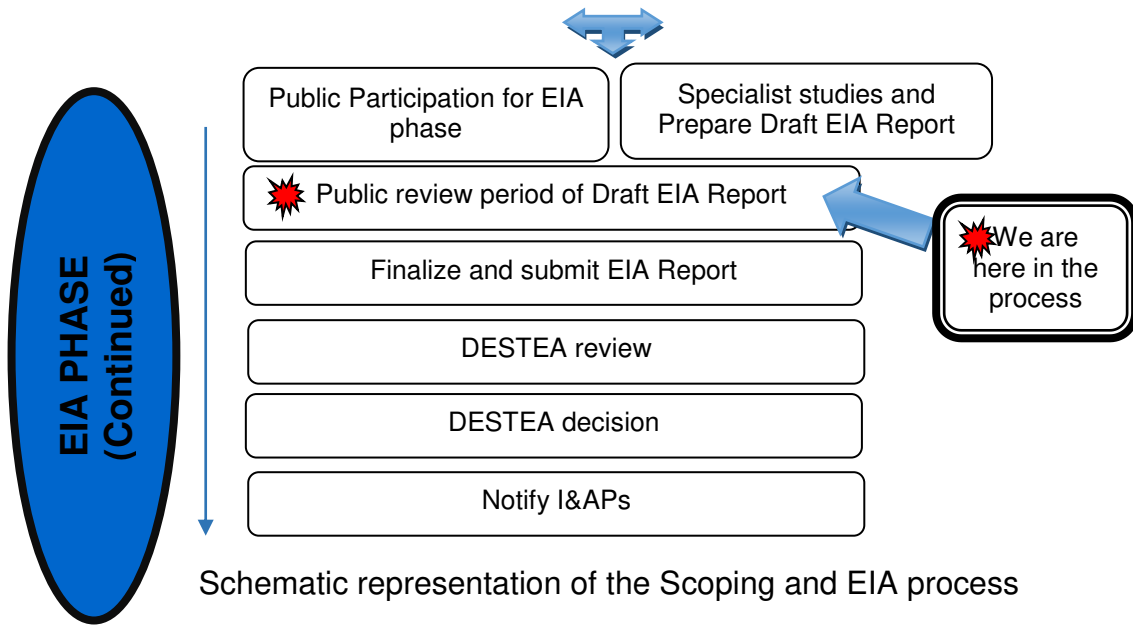 Public Participation for EIA
phase
Specialist studies and
Prepare Draft EIA Report
Public review period of Draft EIA Report
We are
here in the
process
Finalize and submit EIA Report
DESTEA review
DESTEA decision
Notify I&APs
EIA PHASE
(Continued)
Schematic representation of the Scoping and EIA process